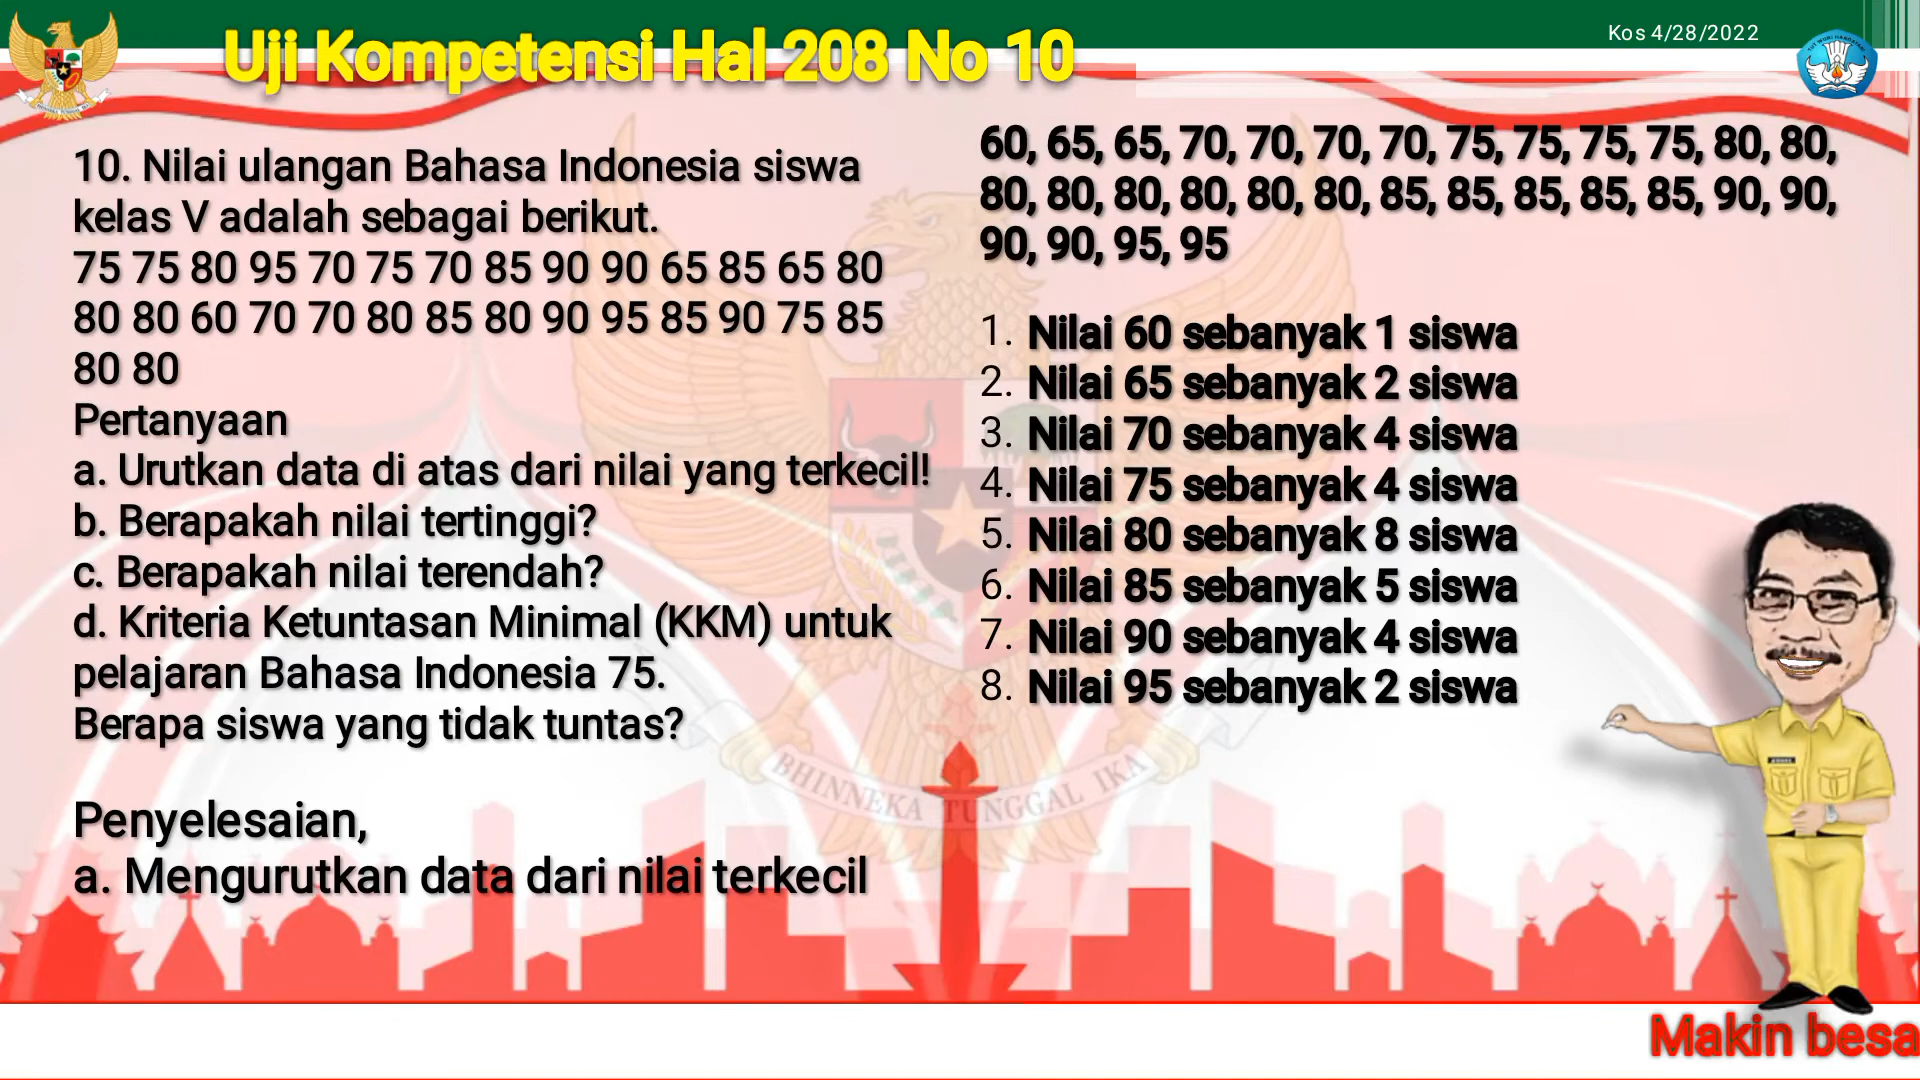 Uji Kompetensi Hal 208 No 10
Kos 4/28/2022
10. Nilai ulangan Bahasa Indonesia siswa
kelas V adalah sebagai berikut.
75 75 80 95 70 75 70 85 90 90 65 85 65 80
80 80 60 70 70 80 85 80 90 95 85 90 75 85
80 80
Pertanyaan
a. Urutkan data di atas dari nilai yang terkecil!
b. Berapakah nilai tertinggi?
c. Berapakah nilai terendah?
d. Kriteria Ketuntasan Minimal (KKM) untuk
pelajaran Bahasa Indonesia 75.
Berapa siswa yang tidak tuntas?
Penyelesaian,
a. Mengurutkan data dari nilai terkecil
60, 65, 65, 70, 70, 70, 70, 75, 75, 75, 75, 80, 80,
80, 80, 80, 80, 80, 80, 85, 85, 85, 85, 85, 90, 90,
90, 90, 95, 95
1. Nilai 60 sebanyak 1 siswa
2. Nilai 65 sebanyak 2 siswa
3. Nilai 70 sebanyak 4 siswa
4. Nilai 75 sebanyak 4 siswa
5. Nilai 80 sebanyak 8 siswa
6. Nilai 85 sebanyak 5 siswa
7. Nilai 90 sebanyak 4 siswa
8. Nilai 95 sebanyak 2 siswa
BHINNEKA TUNGGAL IKA
Makin besa